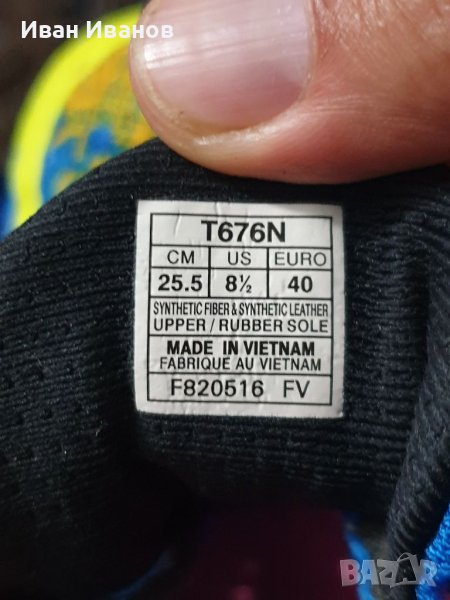 Иван Иванов
T676N
CM US EURO
25.5 8½ 40
SYNTHETIC FIBER & SYNTHETIC LEATHER
UPPER / RUBBER SOLE
MADE IN VIETNAM
FABRIQUE AU VIETNAM
F820516 FV
BAZAR